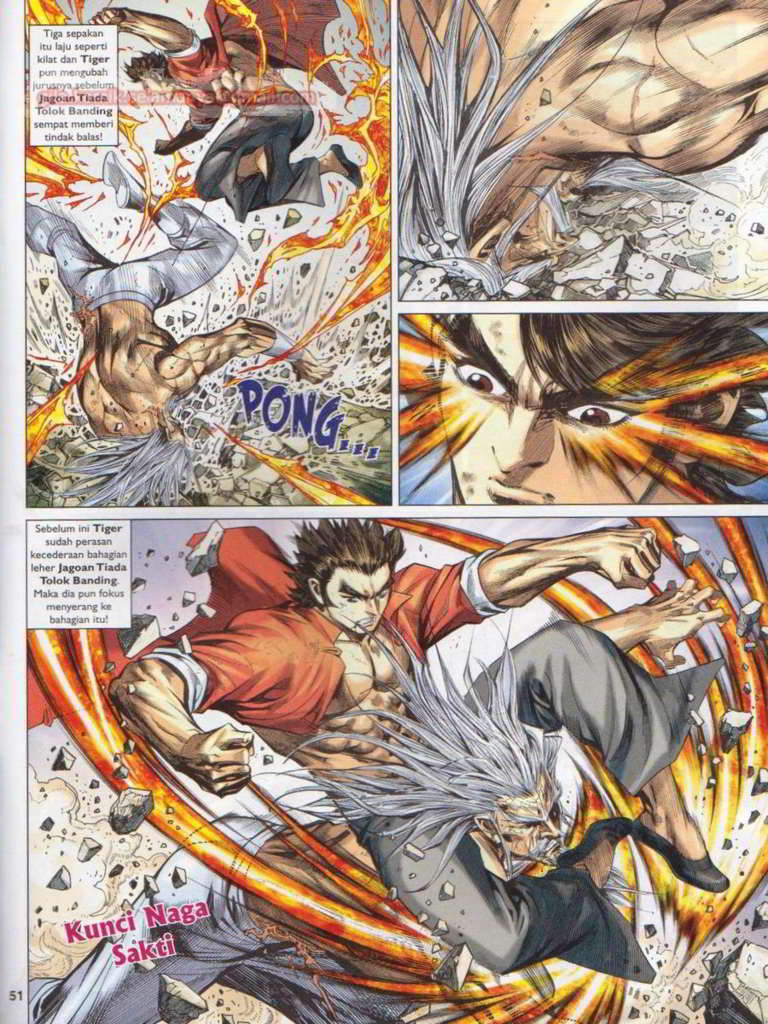 Tiga sepakan
itu laju seperti
kilat dan Tiger
pun mengubah
jurusnya sebelum
Jagoan Tiada
Tolok Banding
sempat memberi
tindak balas!
PONG...
Sebelum ini Tiger
sudah perasan
kecederaan bahagian
leher Jagoan Tiada
Tolok Banding.
Maka dia pun fokus
menyerang ke
bahagian itu!
Kunci Naga
Sakti
51